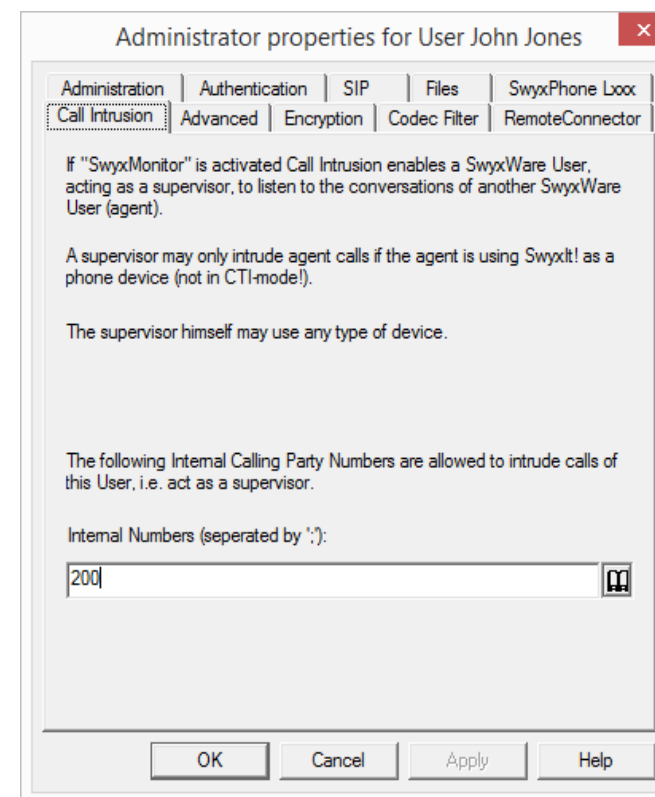 Administrator properties for User John Jones
Administration Authentication SIP Files SwyxPhone Lxxx
Call Intrusion Advanced Encryption Codec Filter RemoteConnector
If "SwyxMonitor" is activated Call Intrusion enables a SwyxWare User,
acting as a supervisor, to listen to the conversations of another SwyxWare
User (agent).
A supervisor may only intrude agent calls if the agent is using SwyxIt! as a
phone device (not in CTI-mode!).
The supervisor himself may use any type of device.
The following Internal Calling Party Numbers are allowed to intrude calls of
this User, i.e. act as a supervisor.
Internal Numbers (seperated by ';'):
200
OK Cancel Apply Help